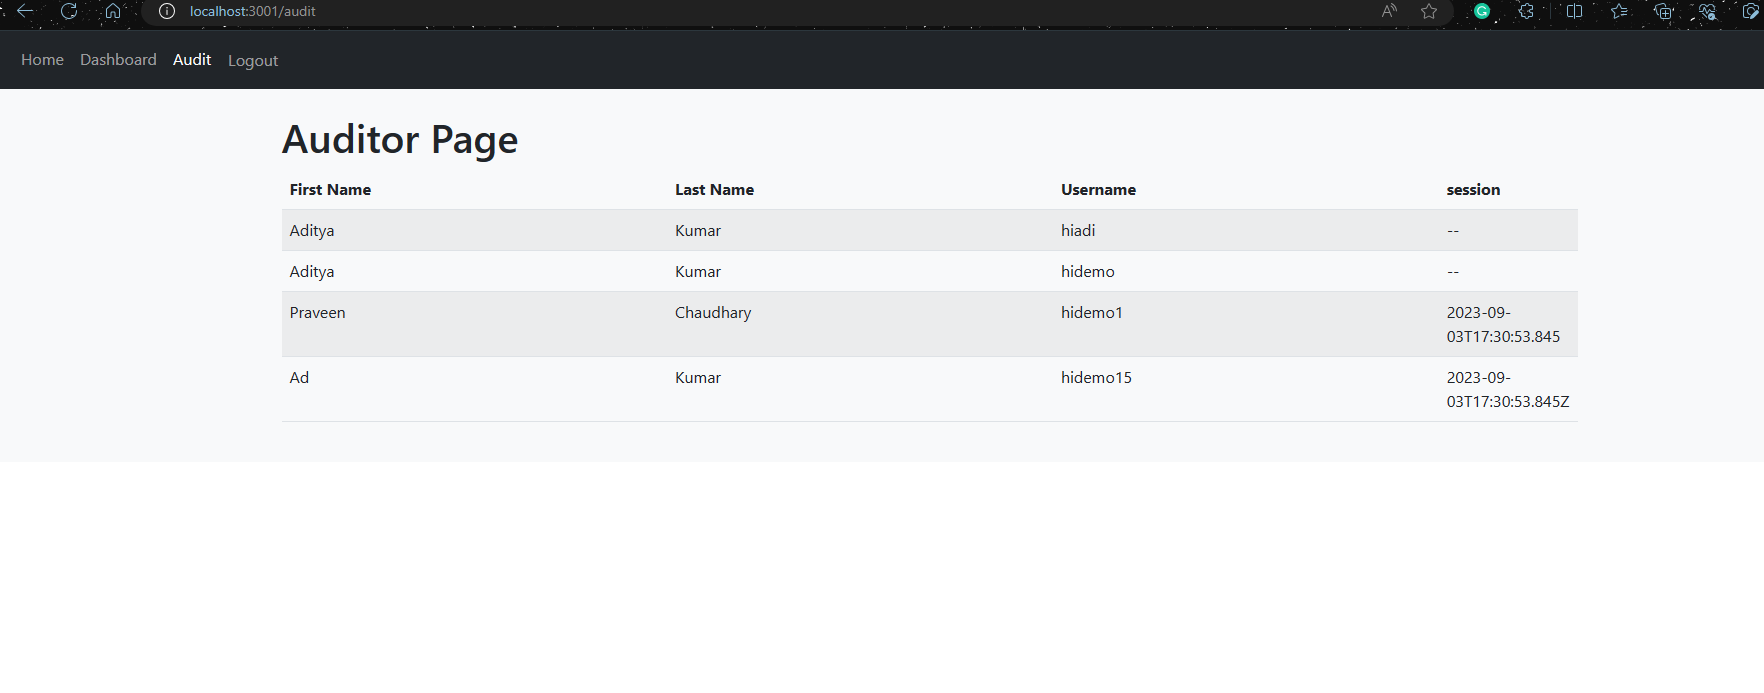 localhost:3001/audit
Home Dashboard Audit Logout
Auditor Page
First Name Last Name Username session
Aditya Kumar hiadi --
Aditya Kumar hidemo --
Praveen Chaudhary hidemo1 2023-09-
03T17:30:53.845
Ad Kumar hidemo15 2023-09-
03T17:30:53.845Z